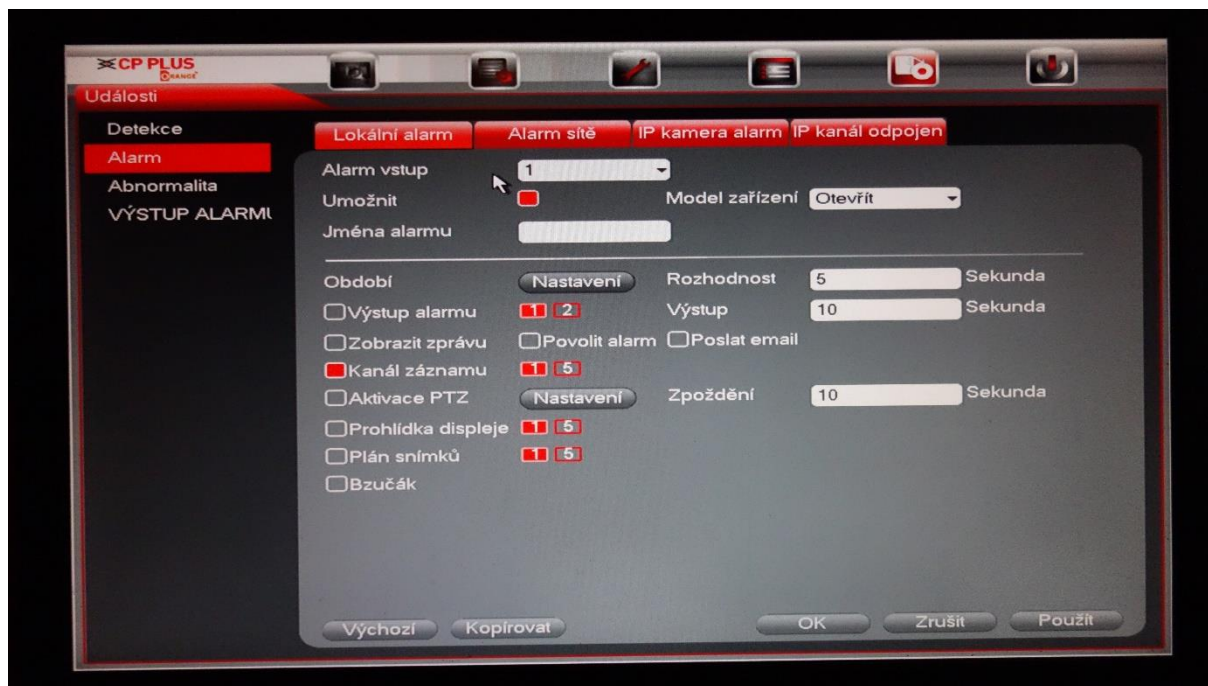 CP PLUS
ORANGE
Události
Detekce
Alarm
Abnormalita
VÝSTUP ALARMU
Lokální alarm Alarm sítě IP kamera alarm IP kanál odpojen
Alarm vstup 1
Umožnit Model zařízení Otevřít
Jména alarmu
Období Nastavení Rozhodnost 5 Sekunda
Výstup alarmu 1 2 Výstup 10 Sekunda
Zobrazit zprávu Povolit alarm Poslat email
Kanál záznamu 1 5
Aktivace PTZ Nastavení Zpoždění 10 Sekunda
Prohlídka displeje 1 5
Plán snímků 1 5
Bzučák
Výchozí Kopírovat OK Zrušit Použít